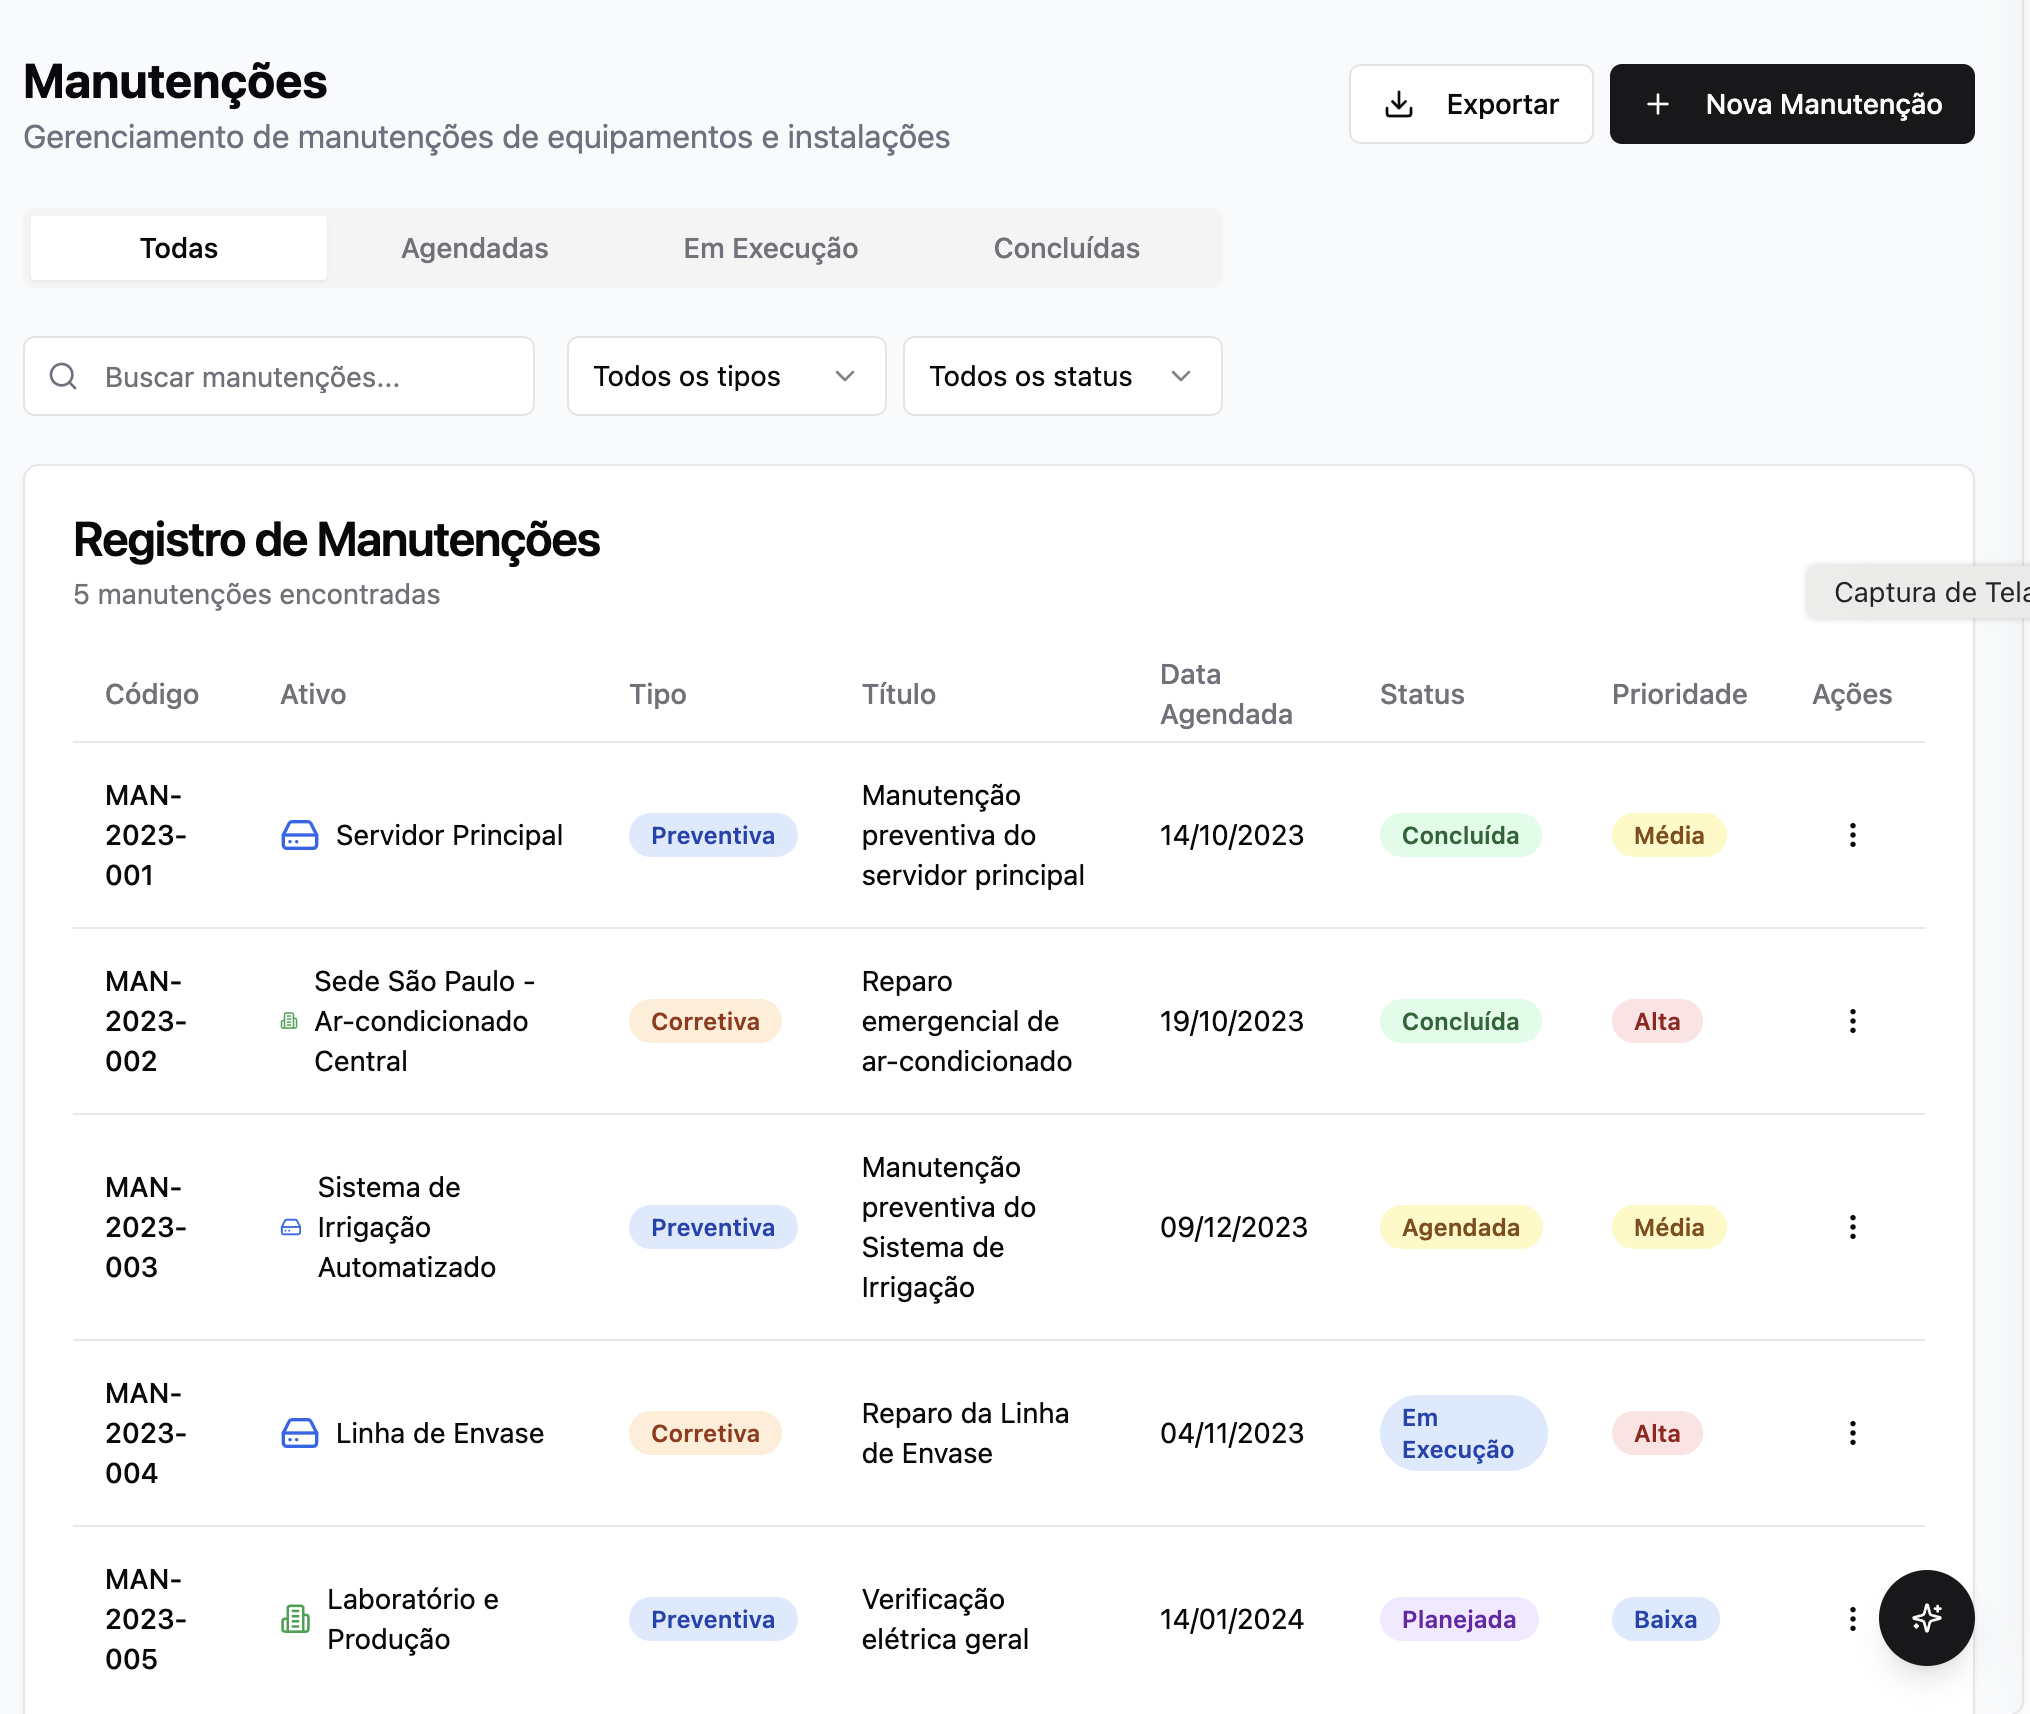 Manutenções
Gerenciamento de manutenções de equipamentos e instalações
Exportar
Nova Manutenção
Todas
Agendadas
Em Execução
Concluídas
Buscar manutenções...
Todos os tipos
Todos os status
Registro de Manutenções
5 manutenções encontradas
Captura de Tela
Código
Ativo
Tipo
Título
Data
Agendada
Status
Prioridade
Ações
MAN-
2023-
001
Servidor Principal
Preventiva
Manutenção
preventiva do
servidor principal
14/10/2023
Concluída
Média
MAN-
2023-
002
Sede São Paulo -
Ar-condicionado
Central
Corretiva
Reparo
emergencial de
ar-condicionado
19/10/2023
Concluída
Alta
MAN-
2023-
003
Sistema de
Irrigação
Automatizado
Preventiva
Manutenção
preventiva do
Sistema de
Irrigação
09/12/2023
Agendada
Média
MAN-
2023-
004
Linha de Envase
Corretiva
Reparo da Linha
de Envase
04/11/2023
Em
Execução
Alta
MAN-
2023-
005
Laboratório e
Produção
Preventiva
Verificação
elétrica geral
14/01/2024
Planejada
Baixa